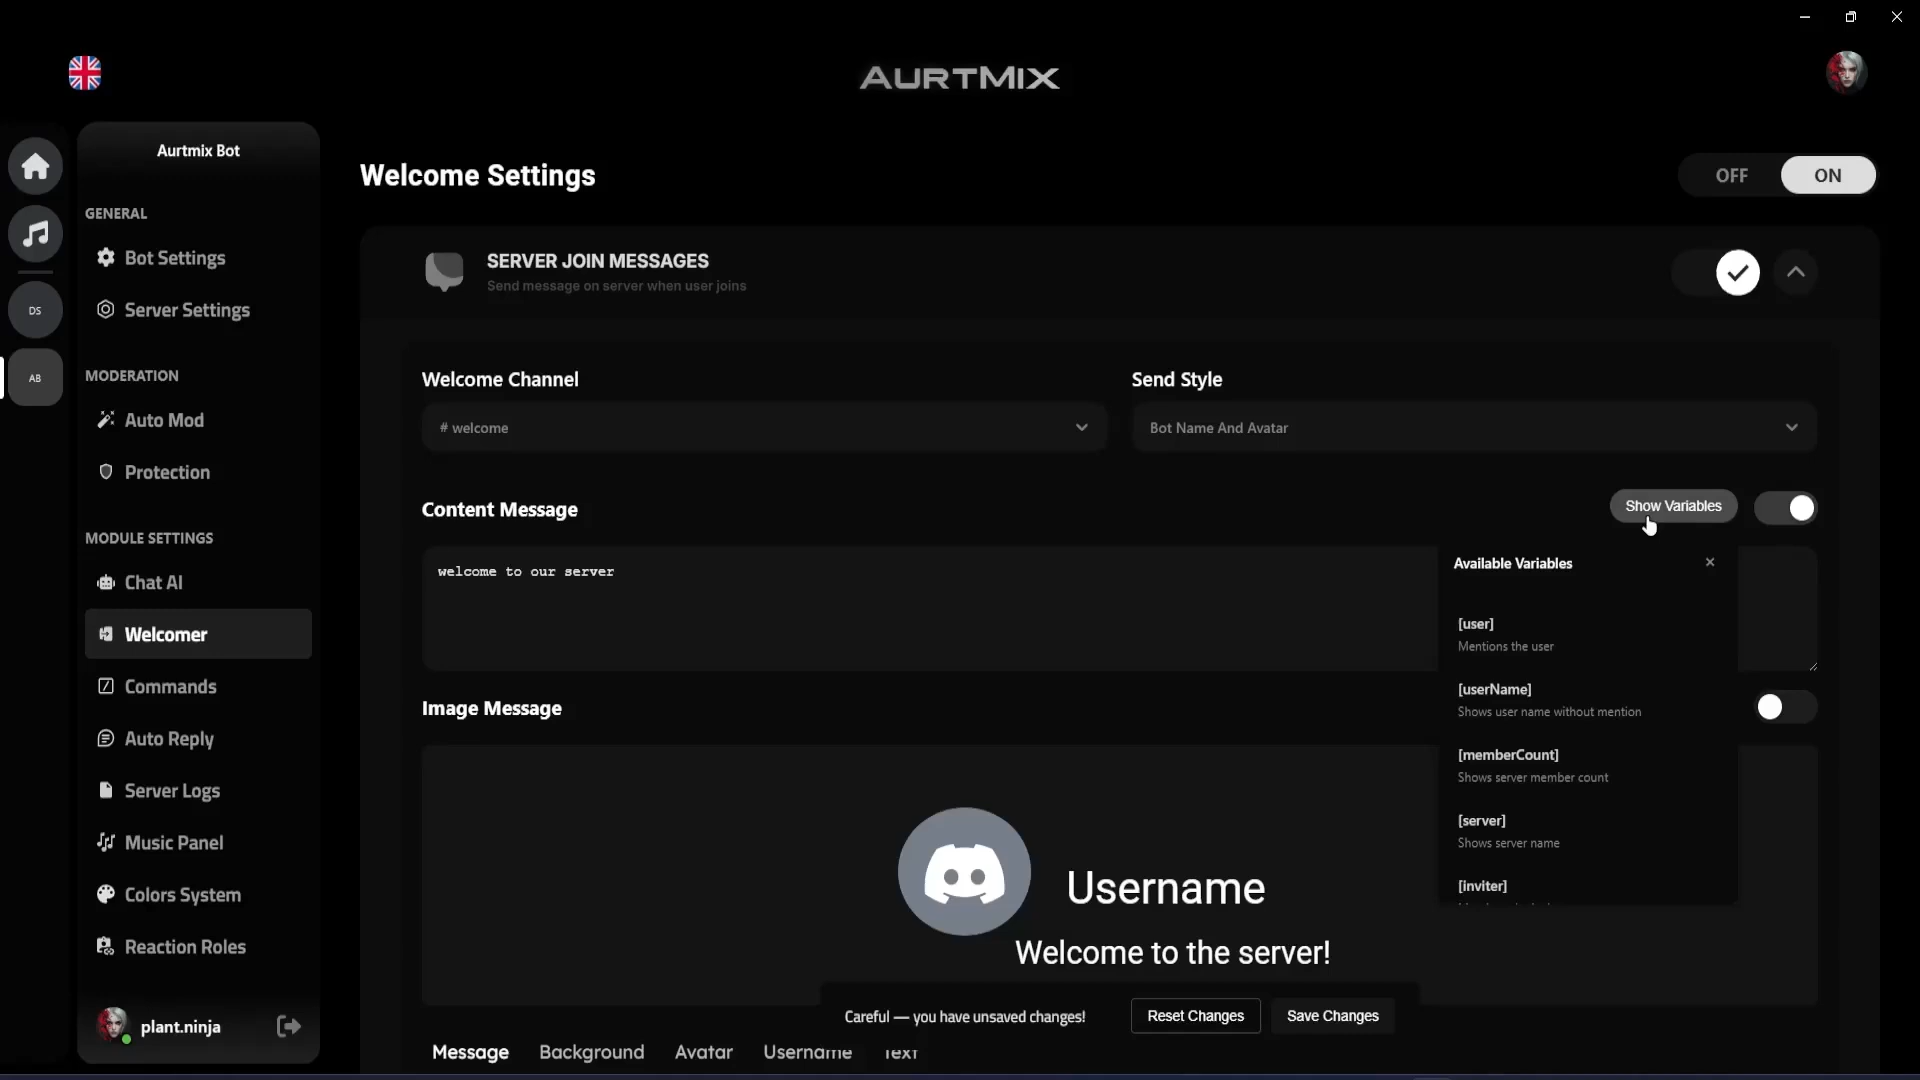 AURTMIX
Aurtmix Bot
GENERAL
Bot Settings
Server Settings
MODERATION
Auto Mod
Protection
MODULE SETTINGS
Chat AI
Welcomer
Commands
Auto Reply
Server Logs
Music Panel
Colors System
Reaction Roles
plant.ninja
DS
AB
Welcome Settings
OFF
ON
SERVER JOIN MESSAGES
Send message on server when user joins
Welcome Channel
Send Style
# welcome
Bot Name And Avatar
Content Message
Show Variables
welcome to our server
Available Variables
[user]
Mentions the user
[userName]
Shows user name without mention
[memberCount]
Shows server member count
[server]
Shows server name
[inviter]
Image Message
Username
Welcome to the server!
Careful — you have unsaved changes!
Reset Changes
Save Changes
Message
Background
Avatar
Username
Text